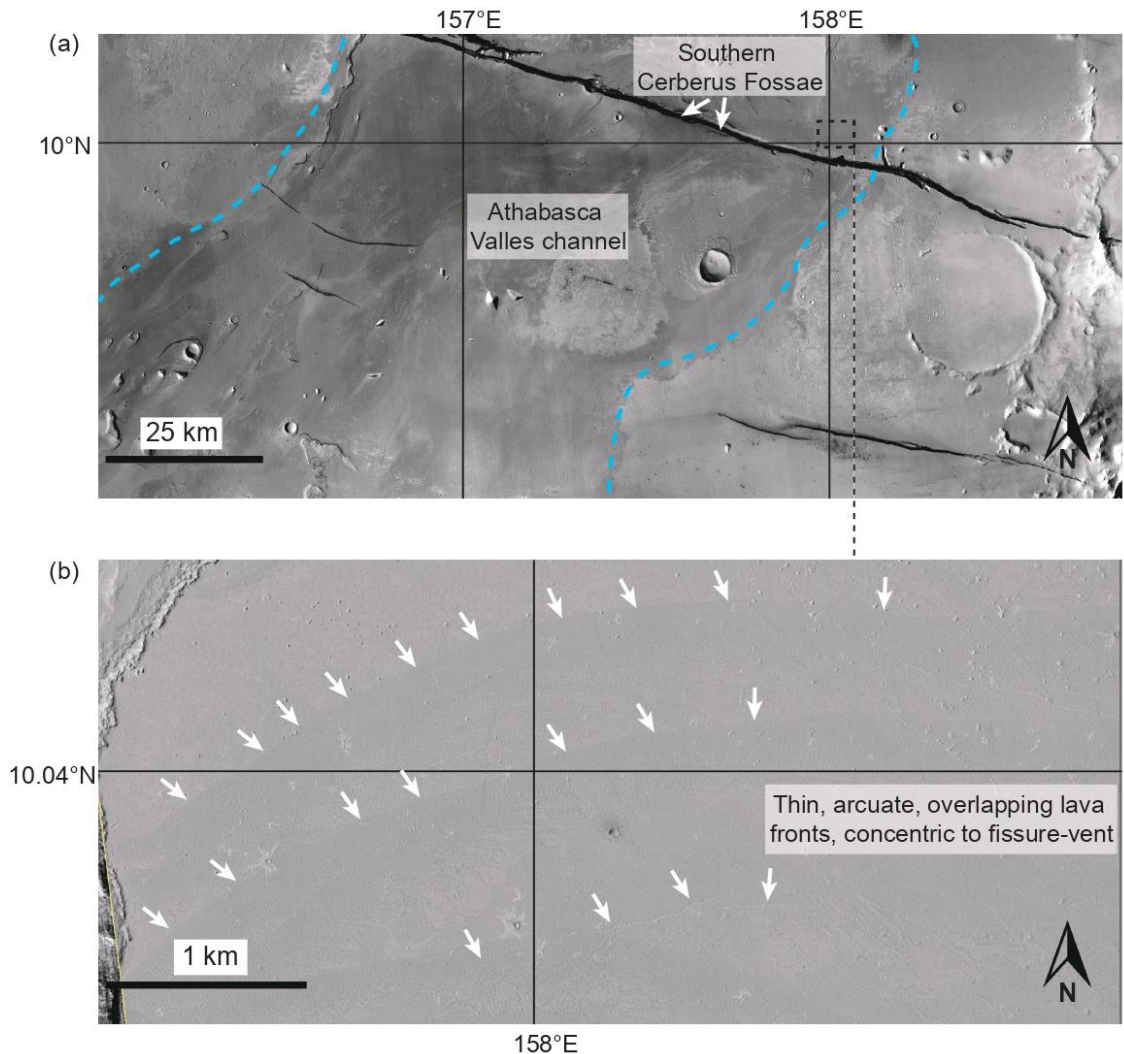 157°E
158°E
(a)
Southern
Cerberus Fossae
10°N
Athabasca
Valles channel
25 km
N
(b)
10.04°N
Thin, arcuate, overlapping lava
fronts, concentric to fissure-vent
1 km
N
158°E